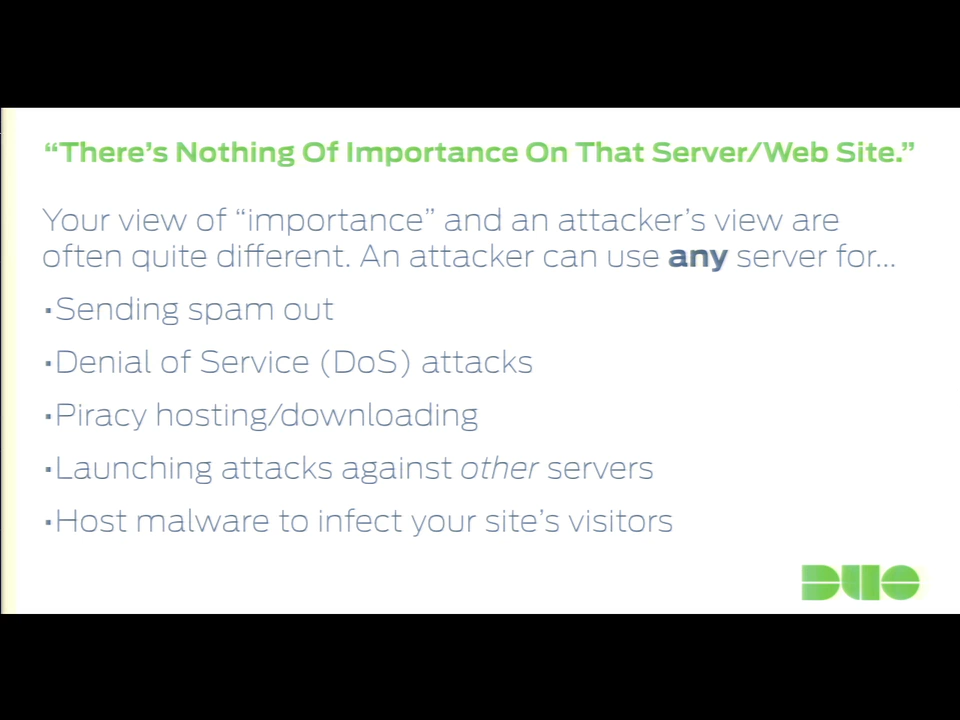 “There’s Nothing Of Importance On That Server/Web Site.”
Your view of “importance” and an attacker’s view are
often quite different. An attacker can use any server for...
▪Sending spam out
▪Denial of Service (DoS) attacks
▪Piracy hosting/downloading
▪Launching attacks against other servers
▪Host malware to infect your site’s visitors
DUO